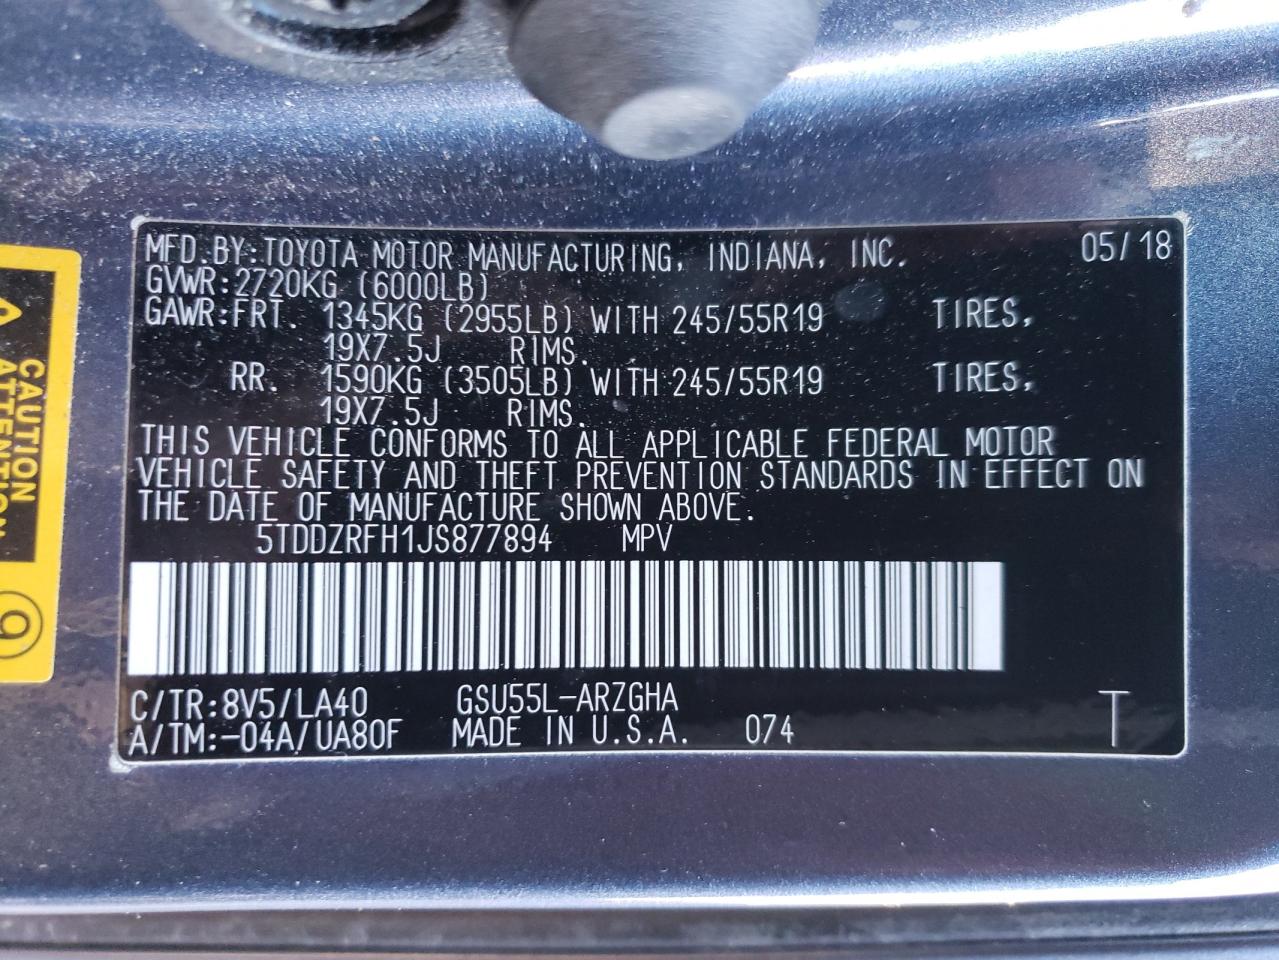 MFD.BY:TOYOTA MOTOR MANUFACTURING, INDIANA, INC. 05/18
GVWR:2720KG (6000LB)
GAWR:FRT. 1345KG (2955LB) WITH 245/55R19 TIRES,
19X7.5J RIMS.
RR. 1590KG (3505LB) WITH 245/55R19 TIRES,
19X7.5J RIMS.
THIS VEHICLE CONFORMS TO ALL APPLICABLE FEDERAL MOTOR
VEHICLE SAFETY AND THEFT PREVENTION STANDARDS IN EFFECT ON
THE DATE OF MANUFACTURE SHOWN ABOVE.
5TDDZRFH1JS877894 MPV
C/TR:8V5/LA40 GSU55L-ARZGHA
A/TM:-04A/UA80F MADE IN U.S.A. 074 T
CAUTION
ATTENTION
9